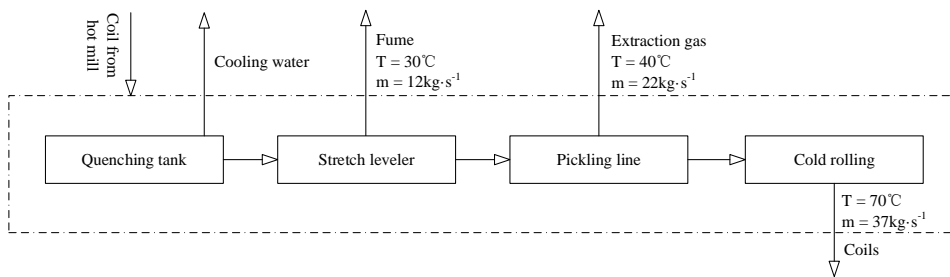 Coil from
hot mill
Cooling water
Fume
T = 30℃
m = 12kg·s⁻¹
Extraction gas
T = 40℃
m = 22kg·s⁻¹
Quenching tank
Stretch leveler
Pickling line
Cold rolling
T = 70℃
m = 37kg·s⁻¹
Coils